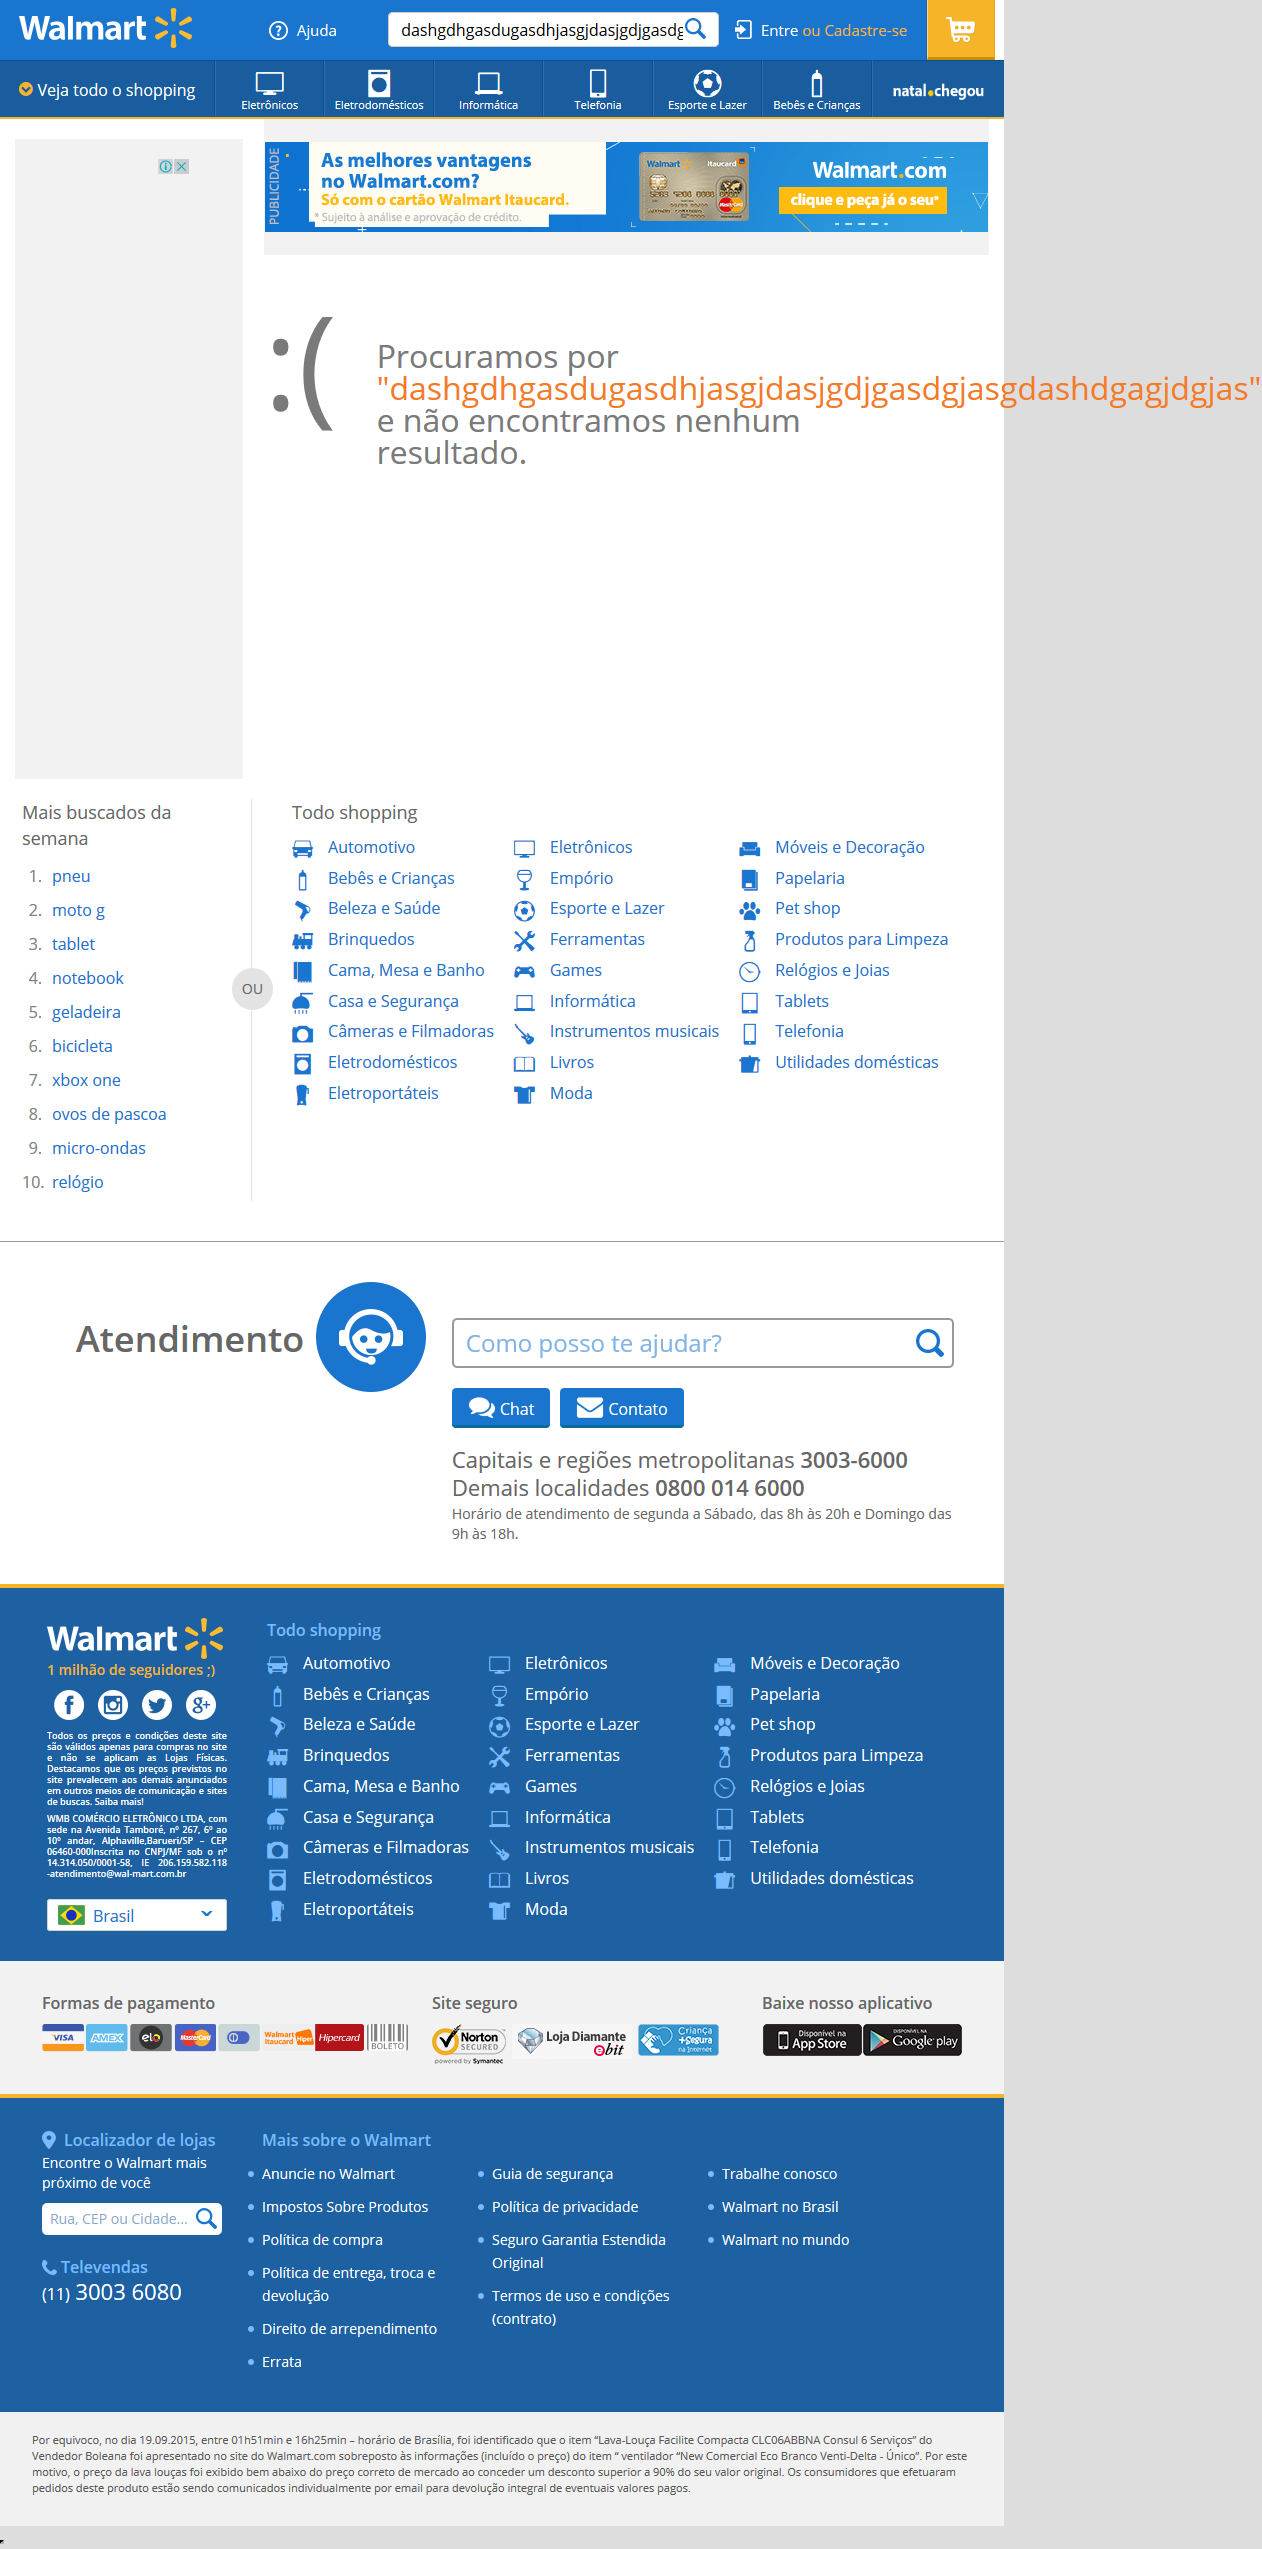 Walmart
Ajuda
dashgdhgasdugasdhjasgjdasjgdjgasdg
Entre ou Cadastre-se
Veja todo o shopping
Eletrônicos
Eletrodomésticos
Informática
Telefonia
Esporte e Lazer
Bebês e Crianças
natal.chegou
PUBLICIDADE
As melhores vantagens
no Walmart.com?
Só com o cartão Walmart Itaucard.
* Sujeito à análise e aprovação de crédito.
Walmart Itaucard
MasterCard
Walmart.com
clique e peça já o seu*
:(
Procuramos por
"dashgdhgasdugasdhjasgjdasjgdjgasdgjasgdashdgagjdgjas"
e não encontramos nenhum
resultado.
Mais buscados da
semana
1. pneu
2. moto g
3. tablet
4. notebook
5. geladeira
6. bicicleta
7. xbox one
8. ovos de pascoa
9. micro-ondas
10. relógio
OU
Todo shopping
Automotivo
Bebês e Crianças
Beleza e Saúde
Brinquedos
Cama, Mesa e Banho
Casa e Segurança
Câmeras e Filmadoras
Eletrodomésticos
Eletroportáteis
Eletrônicos
Empório
Esporte e Lazer
Ferramentas
Games
Informática
Instrumentos musicais
Livros
Moda
Móveis e Decoração
Papelaria
Pet shop
Produtos para Limpeza
Relógios e Joias
Tablets
Telefonia
Utilidades domésticas
Atendimento
Como posso te ajudar?
Chat
Contato
Capitais e regiões metropolitanas 3003-6000
Demais localidades 0800 014 6000
Horário de atendimento de segunda a Sábado, das 8h às 20h e Domingo das
9h às 18h.
Walmart
1 milhão de seguidores ;)
Todos os preços e condições deste site
são válidos apenas para compras no site
e não se aplicam as Lojas Físicas.
Destacamos que os preços previstos no
site prevalecem aos demais anunciados
em outros meios de comunicação e sites
de buscas. Saiba mais!
WMB COMÉRCIO ELETRÔNICO LTDA, com
sede na Avenida Tamboré, nº 267, 6º ao
10º andar, Alphaville,Barueri/SP – CEP
06460-000Inscrita no CNPJ/MF sob o nº
14.314.050/0001-58, IE 206.159.582.118
-atendimento@wal-mart.com.br
Brasil
Todo shopping
Automotivo
Bebês e Crianças
Beleza e Saúde
Brinquedos
Cama, Mesa e Banho
Casa e Segurança
Câmeras e Filmadoras
Eletrodomésticos
Eletroportáteis
Eletrônicos
Empório
Esporte e Lazer
Ferramentas
Games
Informática
Instrumentos musicais
Livros
Moda
Móveis e Decoração
Papelaria
Pet shop
Produtos para Limpeza
Relógios e Joias
Tablets
Telefonia
Utilidades domésticas
Formas de pagamento
VISA
AMEX
elo
MasterCard
Walmart
Itaucard
Hiper
Hipercard
BOLETO
Site seguro
Norton
SECURED
powered by Symantec
Loja Diamante
ebit
Criança
+Segura
na Internet
Baixe nosso aplicativo
Disponível na
App Store
DISPONÍVEL NA
Google play
Localizador de lojas
Encontre o Walmart mais
próximo de você
Rua, CEP ou Cidade...
Televendas
(11) 3003 6080
Mais sobre o Walmart
Anuncie no Walmart
Impostos Sobre Produtos
Política de compra
Política de entrega, troca e
devolução
Direito de arrependimento
Errata
Guia de segurança
Política de privacidade
Seguro Garantia Estendida
Original
Termos de uso e condições
(contrato)
Trabalhe conosco
Walmart no Brasil
Walmart no mundo
Por equivoco, no dia 19.09.2015, entre 01h51min e 16h25min – horário de Brasília, foi identificado que o item “Lava-Louça Facilite Compacta CLC06ABBNA Consul 6 Serviços” do
Vendedor Boleana foi apresentado no site do Walmart.com sobreposto às informações (incluído o preço) do item “ ventilador “New Comercial Eco Branco Venti-Delta - Único”. Por este
motivo, o preço da lava louças foi exibido bem abaixo do preço correto de mercado ao conceder um desconto superior a 90% do seu valor original. Os consumidores que efetuaram
pedidos deste produto estão sendo comunicados individualmente por email para devolução integral de eventuais valores pagos.